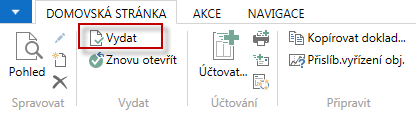 DOMOVSKÁ STRÁNKA AKCE NAVIGACE
Pohled
Vydat
Znovu otevřít
Účtovat...
Kopírovat doklad...
Příslib.vyřízení obj.
Spravovat Vydat Účtování Připravit